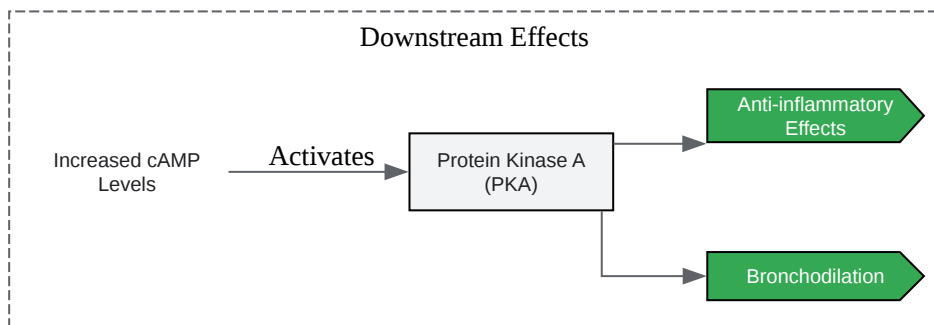 Downstream Effects
Increased cAMP
Levels
Activates
Protein Kinase A
(PKA)
Anti-inflammatory
Effects
Bronchodilation